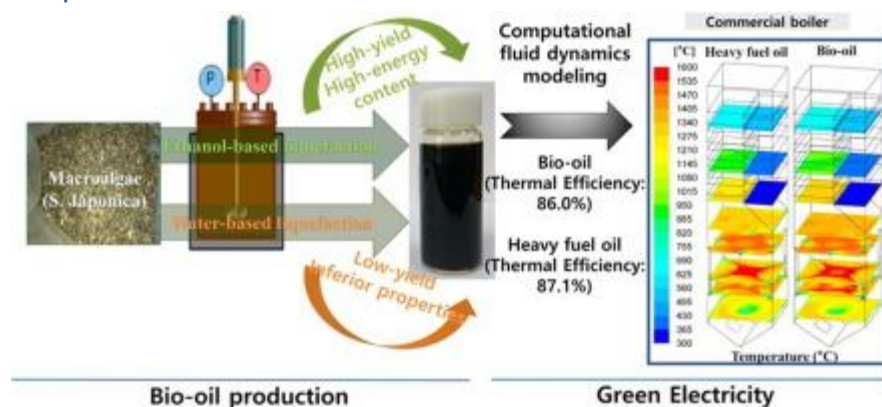 Commercial boiler
P
T
High-yield
High-energy
content
Computational
fluid dynamics
modeling
[°C]
Heavy fuel oil
Bio-oil
1600
1535
1470
1405
1340
1275
1210
1145
1080
1015
950
885
820
755
690
625
560
495
430
365
300
Macroalgae
(S. Japonica)
Ethanol-based liquefaction
Water-based liquefaction
Low-yield
Inferior properties
Bio-oil
(Thermal Efficiency:
86.0%)
Heavy fuel oil
(Thermal Efficiency:
87.1%)
Temperature (°C)
Bio-oil production
Green Electricity